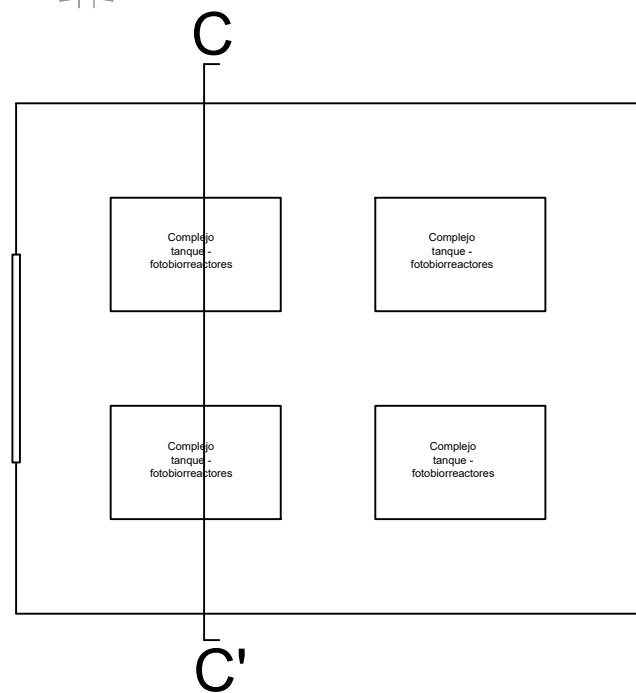 C
Complejo
tanque -
fotobiorreactores
Complejo
tanque -
fotobiorreactores
Complejo
tanque -
fotobiorreactores
Complejo
tanque -
fotobiorreactores
C'